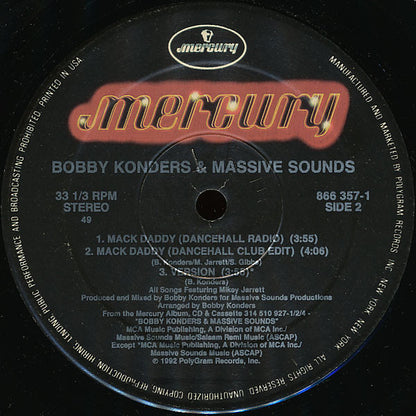 mercury
mercury
BOBBY KONDERS & MASSIVE SOUNDS
33 1/3 RPM
STEREO
49
866 357-1
SIDE 2
1. MACK DADDY (DANCEHALL RADIO) (3:55)
2. MACK DADDY (DANCEHALL CLUB EDIT) (4:06)
(B. Konders/M. Jarrett/S. Gibbs)
3. VERSION (3:55)*
(B. Konders)
All Songs Featuring Mikey Jarrett
Produced and Mixed by Bobby Konders for Massive Sounds Productions
Arranged by Bobby Konders
From the Mercury Album, CD & Cassette 314 510 927-1/2/4 -
"BOBBY KONDERS & MASSIVE SOUNDS"
MCA Music Publishing, A Division of MCA Inc./
Massive Sounds Music/Salaam Remi Music (ASCAP)
Except *MCA Music Publishing, A Division of MCA Inc./
Massive Sounds Music (ASCAP)
℗ 1992 PolyGram Records, Inc.
MANUFACTURED AND MARKETED BY POLYGRAM RECORDS, INC. NEW YORK, NEW YORK. ALL RIGHTS RESERVED. UNAUTHORIZED COPYING, REPRODUCTION, HIRING, LENDING, PUBLIC PERFORMANCE AND BROADCASTING PROHIBITED. PRINTED IN USA.